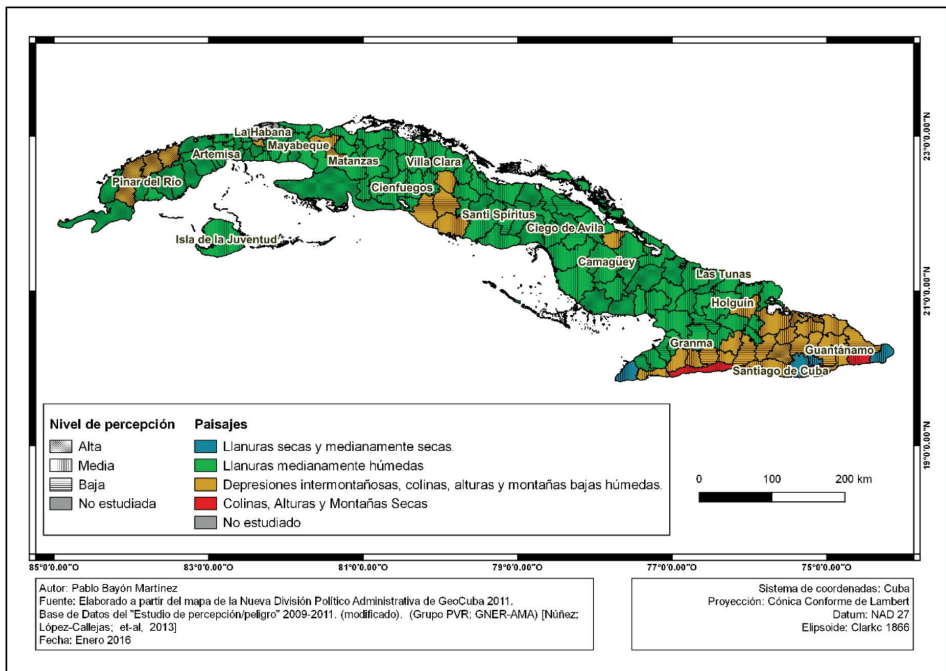 La Habana
Mayabeque
Artemisa
Matanzas
Villa Clara
Pinar del Río
Cienfuegos
Santi Spíritus
Ciego de Avila
Isla de la Juventud
Camagüey
Las Tunas
Holguín
Granma
Guantánamo
Santiago de Cuba
23°0'0.00"N
21°0'0.00"N
19°0'0.00"N
Nivel de percepción
Alta
Media
Baja
No estudiada
Paisajes
Llanuras secas y medianamente secas.
Llanuras medianamente húmedas
Depresiones intermontañosas, colinas, alturas y montañas bajas húmedas.
Colinas, Alturas y Montañas Secas
No estudiado
0 100 200 km
85°0'0.00"O 83°0'0.00"O 81°0'0.00"O 79°0'0.00"O 77°0'0.00"O 75°0'0.00"O
Autor: Pablo Bayón Martínez
Fuente: Elaborado a partir del mapa de la Nueva División Político Administrativa de GeoCuba 2011.
Base de Datos del "Estudio de percepción/peligro" 2009-2011. (modificado). (Grupo PVR; GNER-AMA) [Núñez;
López-Callejas; et-al, 2013]
Fecha: Enero 2016
Sistema de coordenadas: Cuba
Proyección: Cónica Conforme de Lambert
Datum: NAD 27
Elipsoide: Clarkc 1866